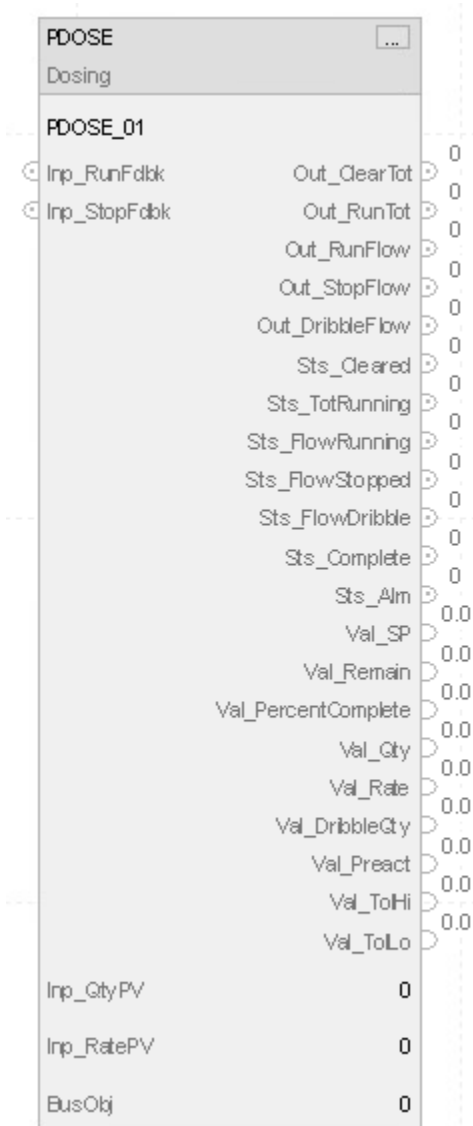 PDOSE ...
Dosing
PDOSE_01
0
Inp_RunFdbk Out_ClearTot
0
Inp_StopFdbk Out_RunTot
0
Out_RunFlow
0
Out_StopFlow
0
Out_DribbleFlow
0
Sts_Cleared
0
Sts_TotRunning
0
Sts_FlowRunning
0
Sts_FlowStopped
0
Sts_FlowDribble
0
Sts_Complete
0
Sts_Alm
0.0
Val_SP
0.0
Val_Remain
0.0
Val_PercentComplete
0.0
Val_Qty
0.0
Val_Rate
0.0
Val_DribbleQty
0.0
Val_Preact
0.0
Val_TolHi
0.0
Val_TolLo
Inp_QtyPV 0
Inp_RatePV 0
BusObj 0